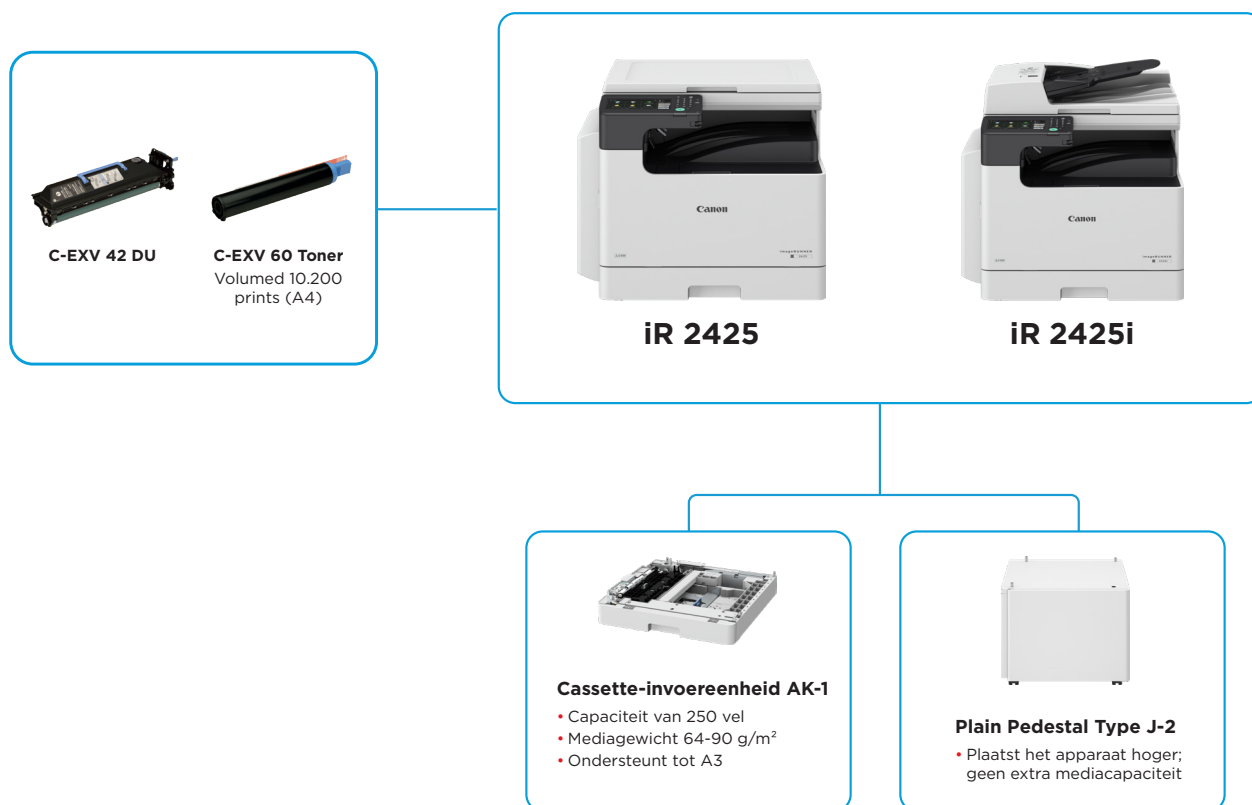 C-EXV 42 DU
C-EXV 60 Toner
Volumed 10.200
prints (A4)
Canon
Canon
iR 2425
iR 2425i
Cassette-invoereenheid AK-1
• Capaciteit van 250 vel
• Mediagewicht 64-90 g/m²
• Ondersteunt tot A3
Plain Pedestal Type J-2
• Plaatst het apparaat hoger;
geen extra mediacapaciteit